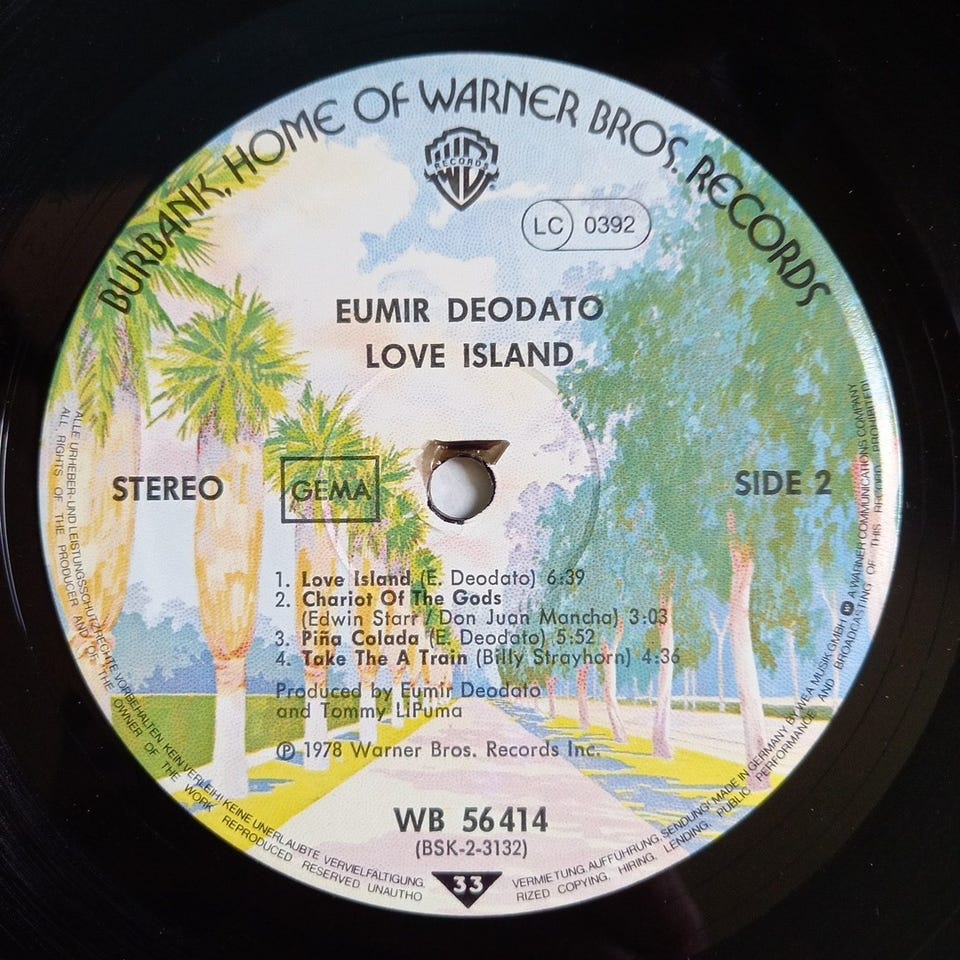 BURBANK, HOME OF WARNER BROS. RECORDS
WB
RECORDS
LC 0392
EUMIR DEODATO
LOVE ISLAND
STEREO
GEMA
SIDE 2
1. Love Island (E. Deodato) 6:39
2. Chariot Of The Gods
(Edwin Starr / Don Juan Mancha) 3:03
3. Piña Colada (E. Deodato) 5:52
4. Take The A Train (Billy Strayhorn) 4:36
Produced by Eumir Deodato
and Tommy LiPuma
℗ 1978 Warner Bros. Records Inc.
WB 56 414
(BSK-2-3132)
33
ALLE URHEBER- UND LEISTUNGSSCHUTZRECHTE VORBEHALTEN. KEIN VERLEIH! KEINE UNERLAUBTE VERVIELFÄLTIGUNG, VERMIETUNG, AUFFÜHRUNG, SENDUNG! MADE IN GERMANY BY WEA MUSIK GMBH W A WARNER COMMUNICATIONS COMPANY
ALL RIGHTS OF THE PRODUCER AND OF THE OWNER OF THE WORK REPRODUCED RESERVED. UNAUTHORIZED COPYING, HIRING, LENDING, PUBLIC PERFORMANCE AND BROADCASTING OF THIS RECORD PROHIBITED!